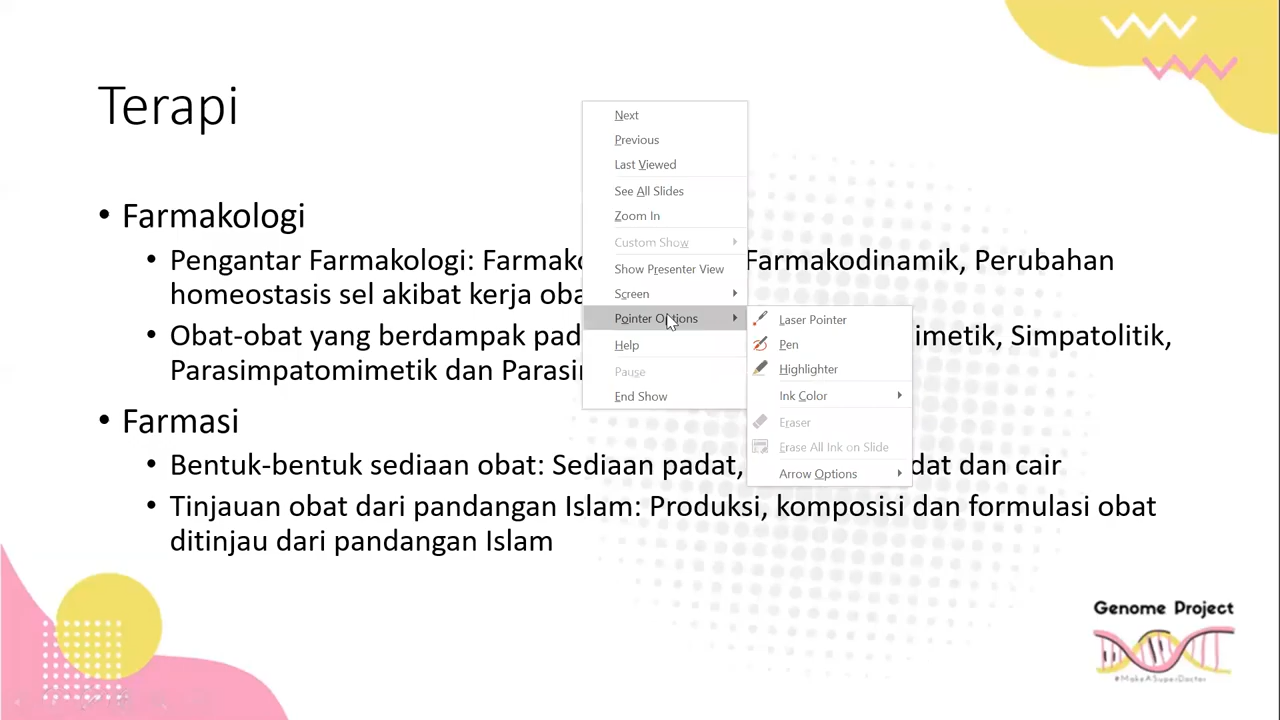 Terapi
• Farmakologi
• Pengantar Farmakologi: Farmako Farmakodinamik, Perubahan
homeostasis sel akibat kerja oba
• Obat-obat yang berdampak pad imetik, Simpatolitik,
Parasimpatomimetik dan Parasi
• Farmasi
• Bentuk-bentuk sediaan obat: Sediaan padat, dat dan cair
• Tinjauan obat dari pandangan Islam: Produksi, komposisi dan formulasi obat
ditinjau dari pandangan Islam
Next
Previous
Last Viewed
See All Slides
Zoom In
Custom Show
Show Presenter View
Screen
Pointer Options
Help
Pause
End Show
Laser Pointer
Pen
Highlighter
Ink Color
Eraser
Erase All Ink on Slide
Arrow Options
Genome Project
#MakeASuperDoctor